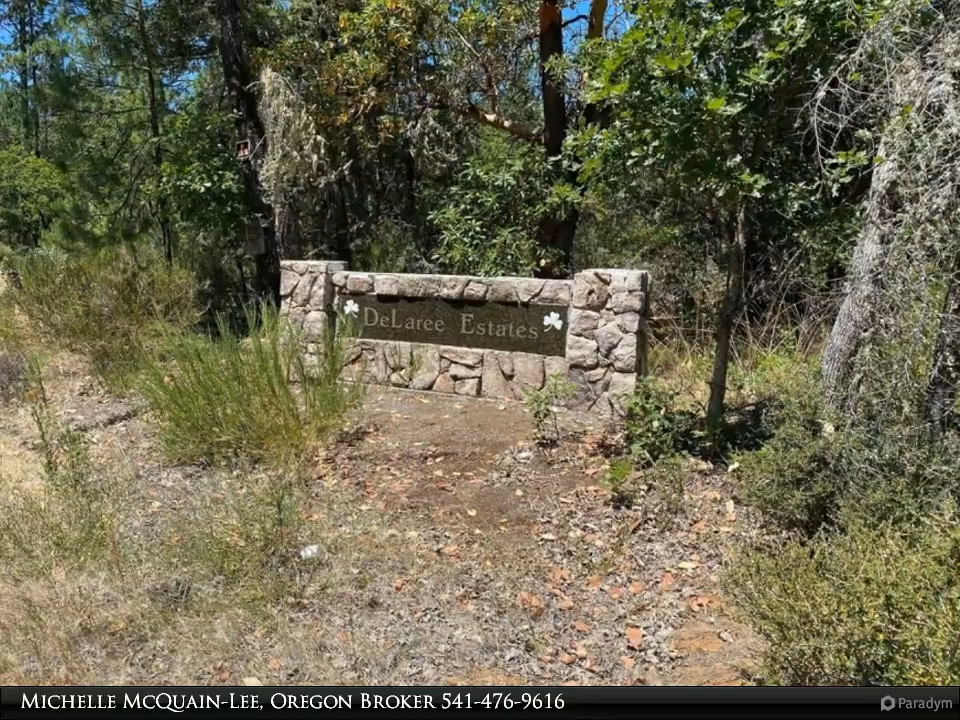 DeLaree Estates
Michelle McQuain-Lee, Oregon Broker 541-476-9616
Paradym